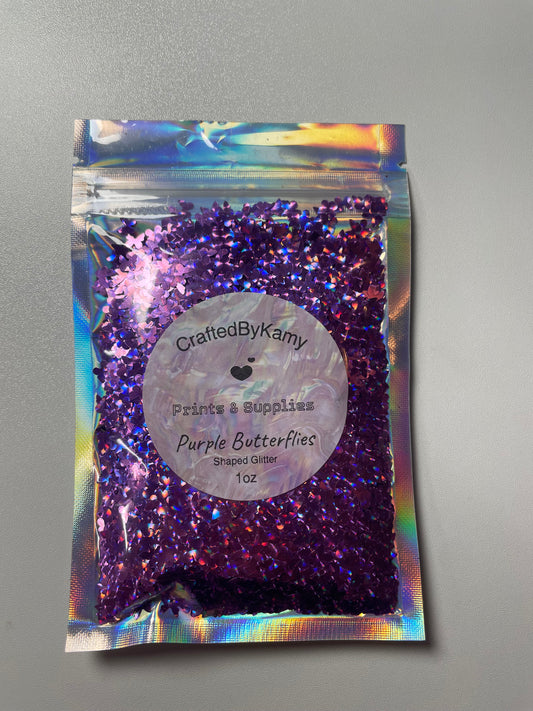 CraftedByKamy
Prints & Supplies
Purple Butterflies
Shaped Glitter
1oz